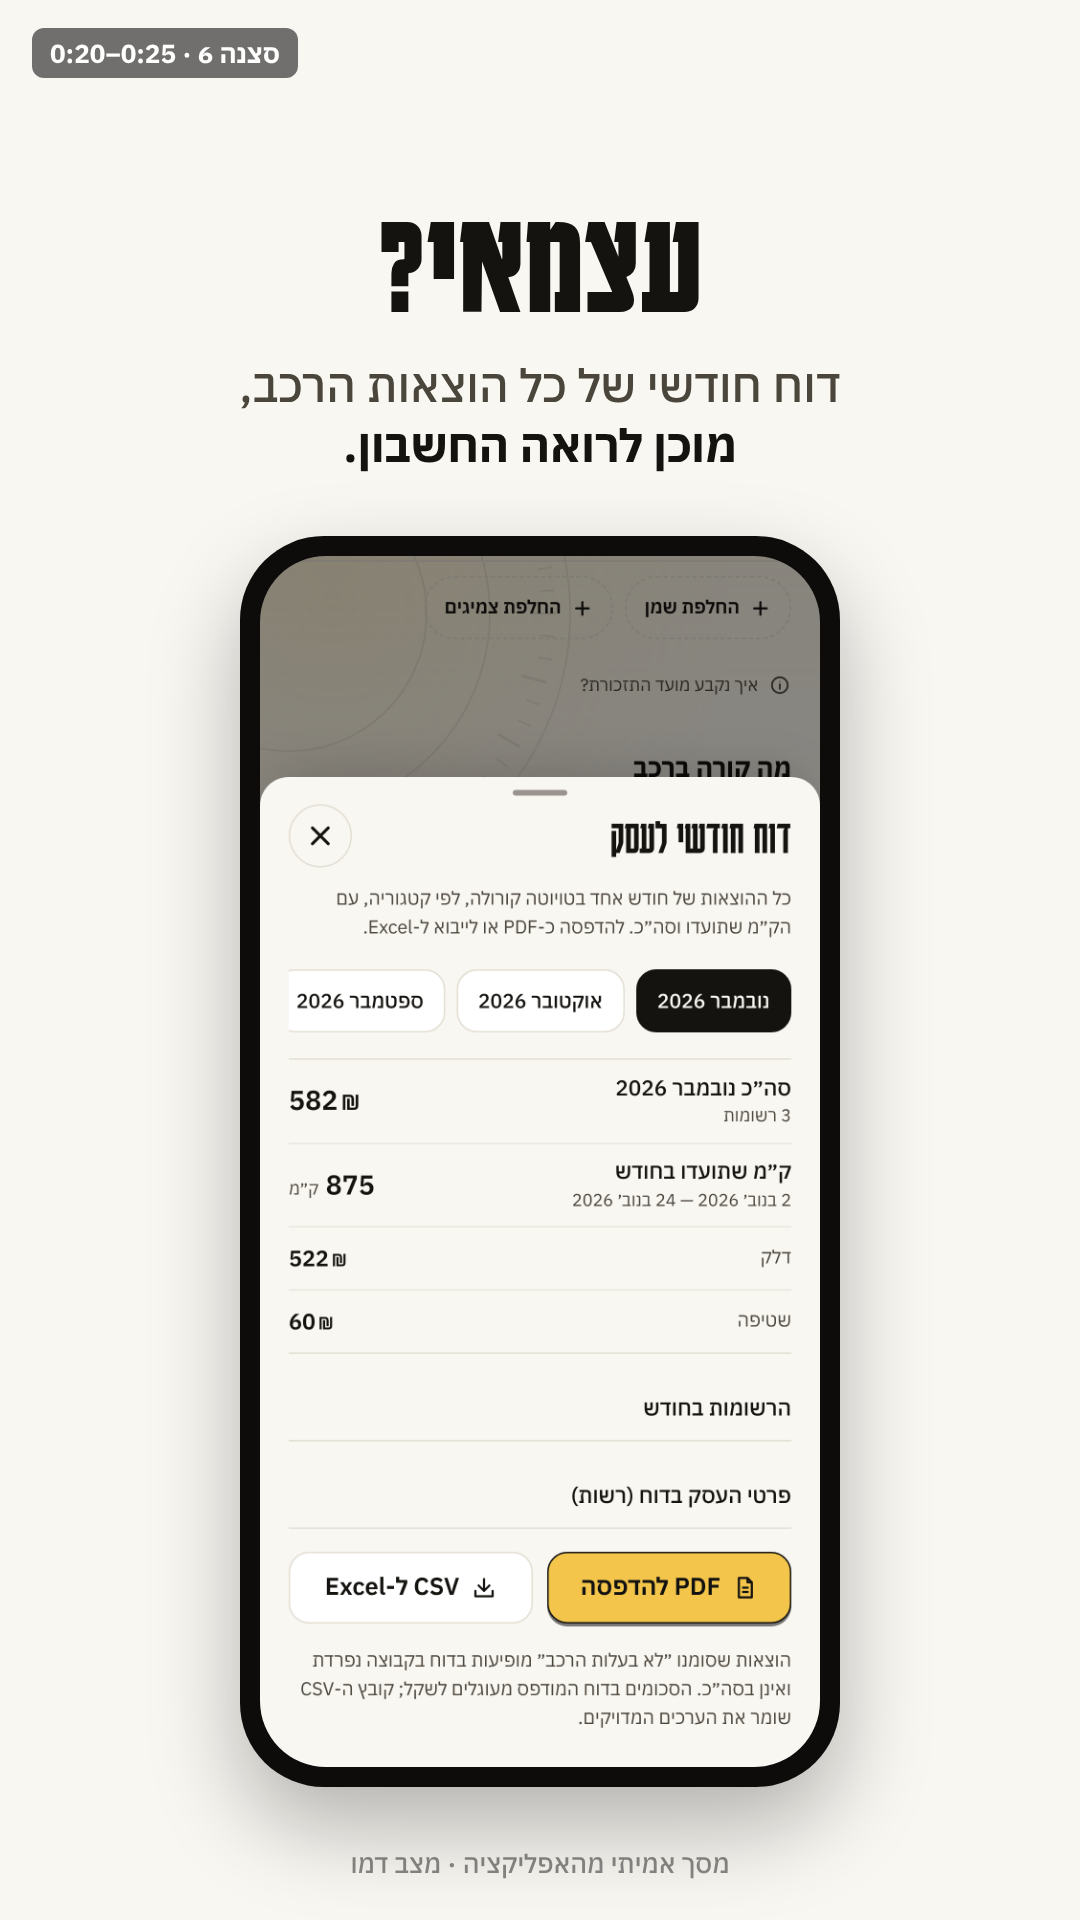 סצנה 6 · 0:20–0:25
עצמאי?
דוח חודשי של כל הוצאות הרכב,
מוכן לרואה החשבון.
החלפת שמן
החלפת צמיגים
איך נקבע מועד התזכורת?
מה קורה ברכב
דוח חודשי לעסק
כל ההוצאות של חודש אחד בטויוטה קורולה, לפי קטגוריה, עם
הק״מ שתועדו וסה״כ. להדפסה כ-PDF או לייבוא ל-Excel.
נובמבר 2026
אוקטובר 2026
ספטמבר 2026
סה״כ נובמבר 2026
582 ₪
3 רשומות
ק״מ שתועדו בחודש
875 ק״מ
2 בנוב׳ 2026 — 24 בנוב׳ 2026
דלק
522 ₪
שטיפה
60 ₪
הרשומות בחודש
פרטי העסק בדוח (רשות)
PDF להדפסה
CSV ל-Excel
הוצאות שסומנו ״לא בעלות הרכב״ מופיעות בדוח בקבוצה נפרדת
ואינן בסה״כ. הסכומים בדוח המודפס מעוגלים לשקל; קובץ ה-CSV
שומר את הערכים המדויקים.
מסך אמיתי מהאפליקציה · מצב דמו